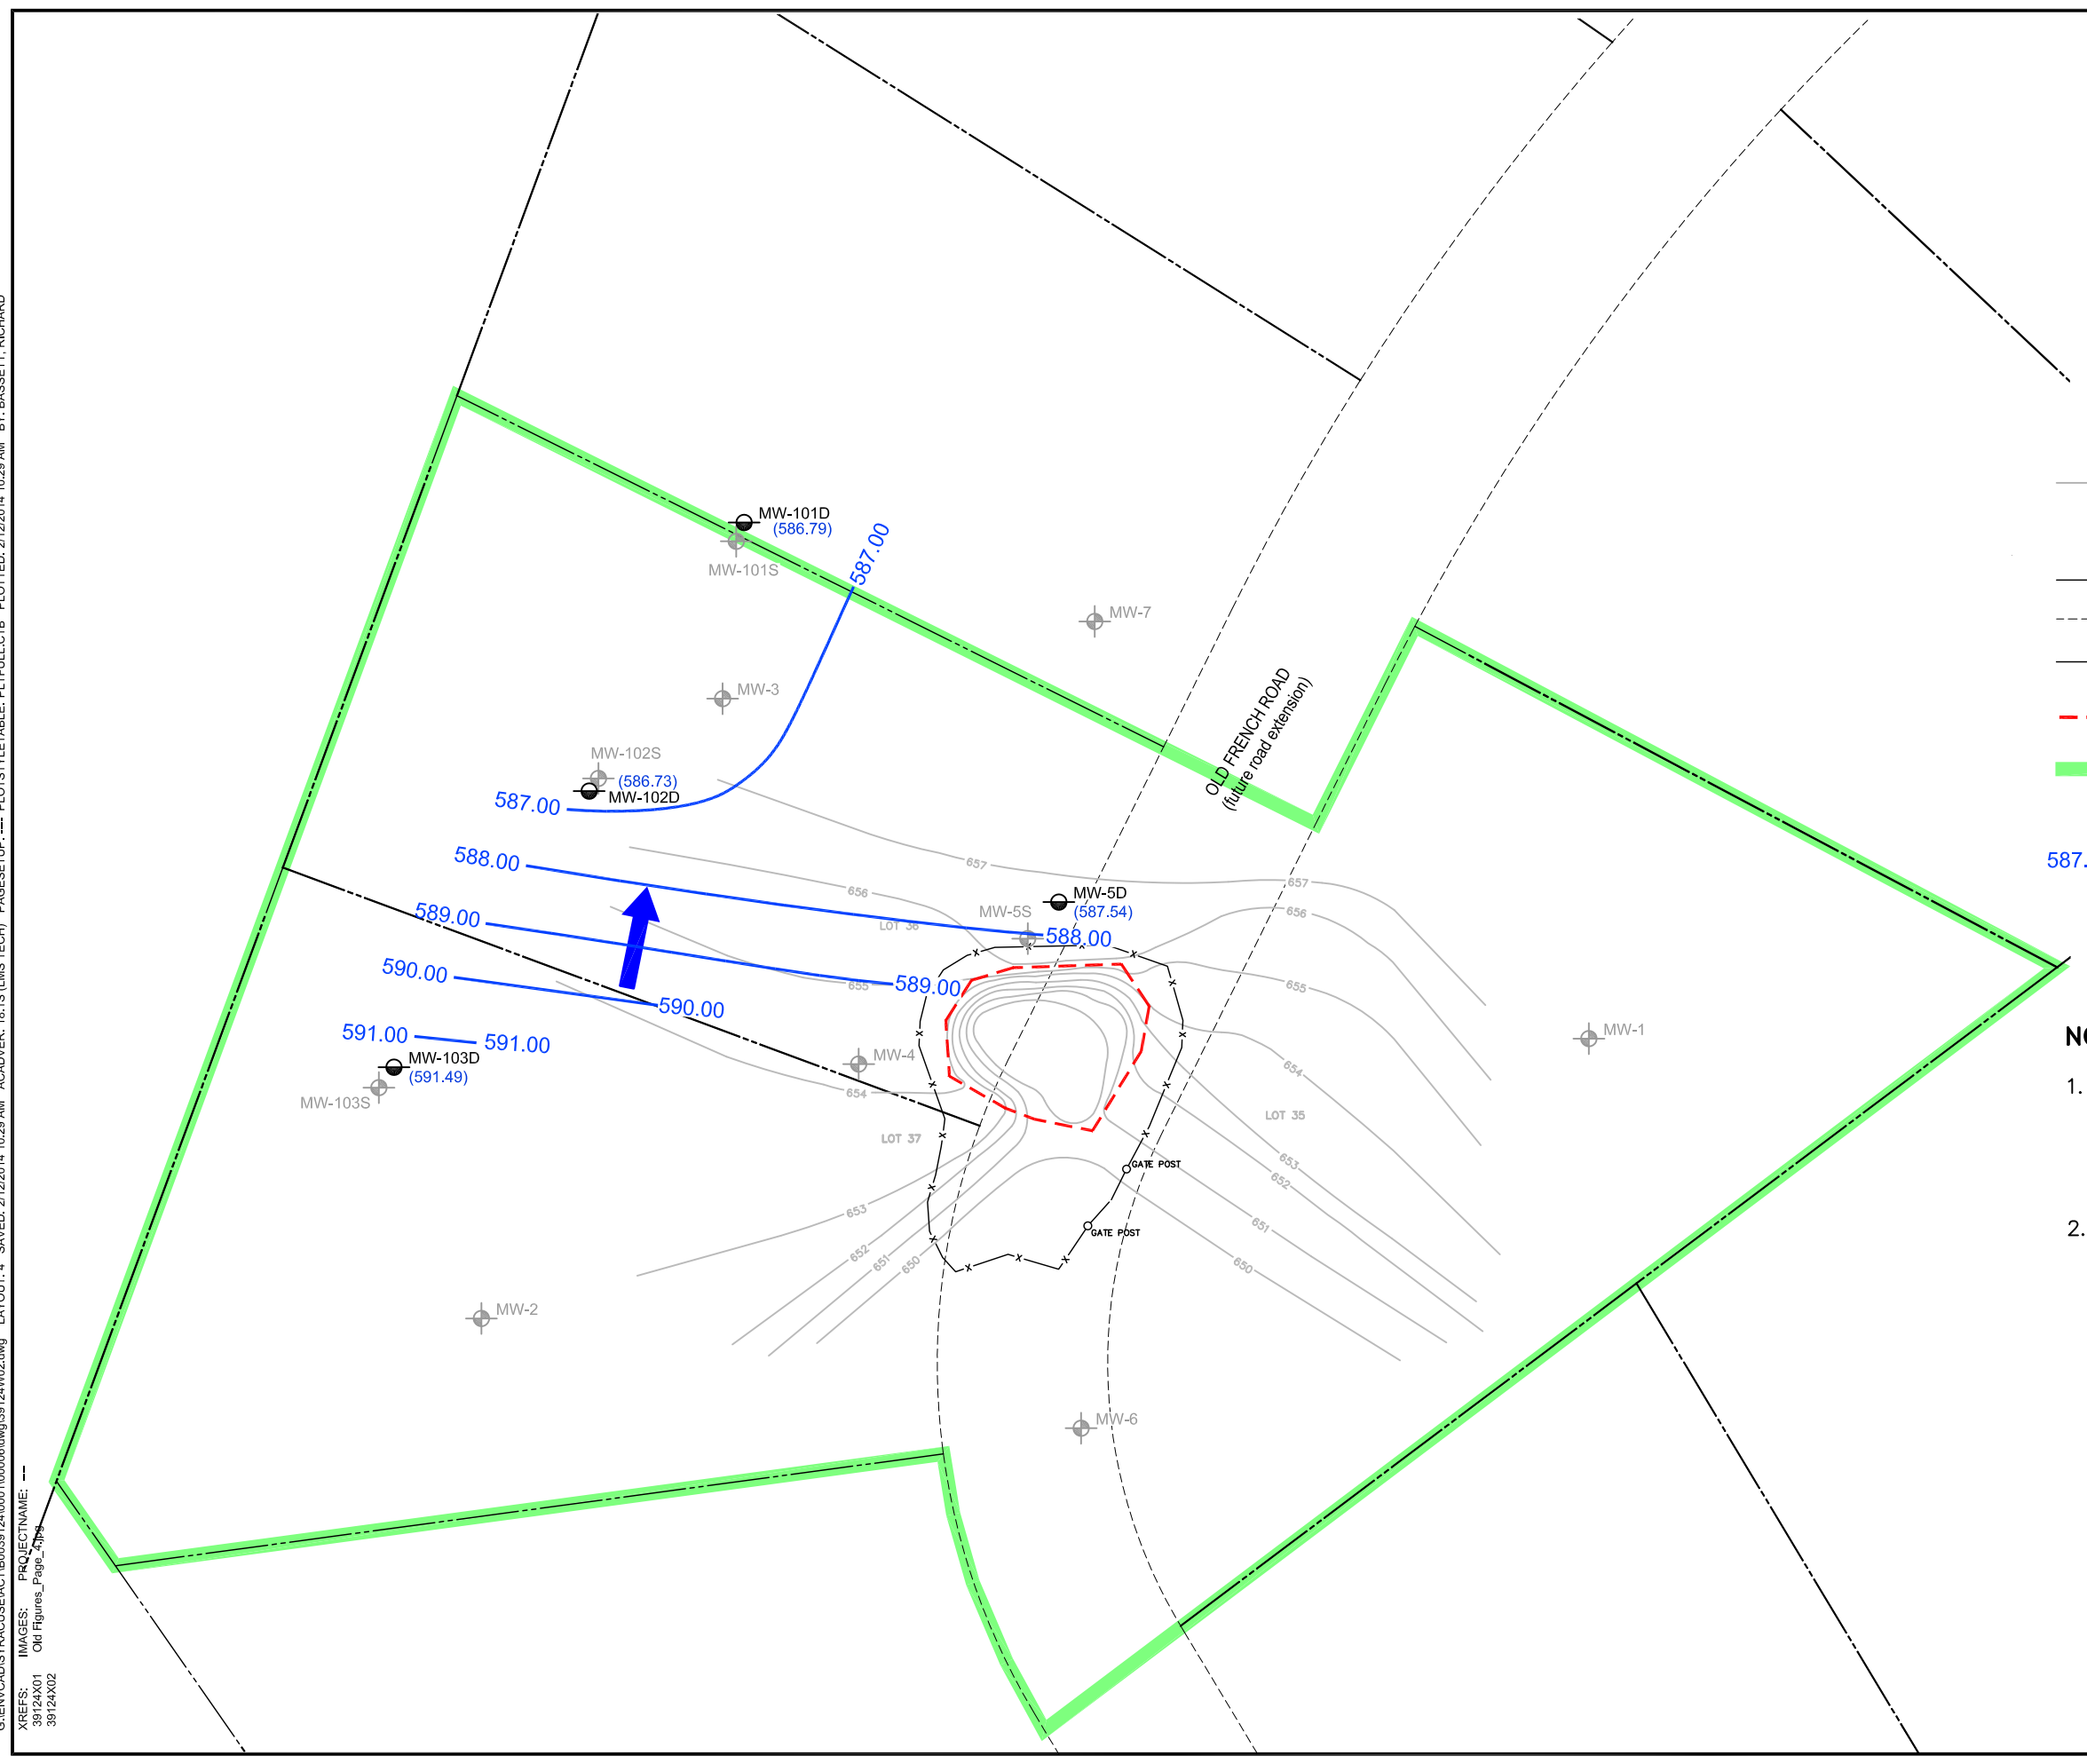 MW-101D
(586.79)
MW-101S
587.00
MW-7
MW-3
OLD FRENCH ROAD
(future road extension)
MW-102S
(586.73)
MW-102D
587.00
588.00
587.
657
657
656
656
MW-5D
(587.54)
MW-5S
LOT 36
588.00
589.00
589.00
590.00
590.00
655
655
591.00
591.00
MW-103D
(591.49)
MW-103S
MW-4
MW-1
654
654
LOT 35
LOT 37
1.
GATE POST
GATE POST
653
653
652
652
651
651
650
650
2.
MW-2
MW-6
XREFS:
39124X01
39124X02
IMAGES:
Old Figures_Page_4.jpg
PROJECTNAME: ---